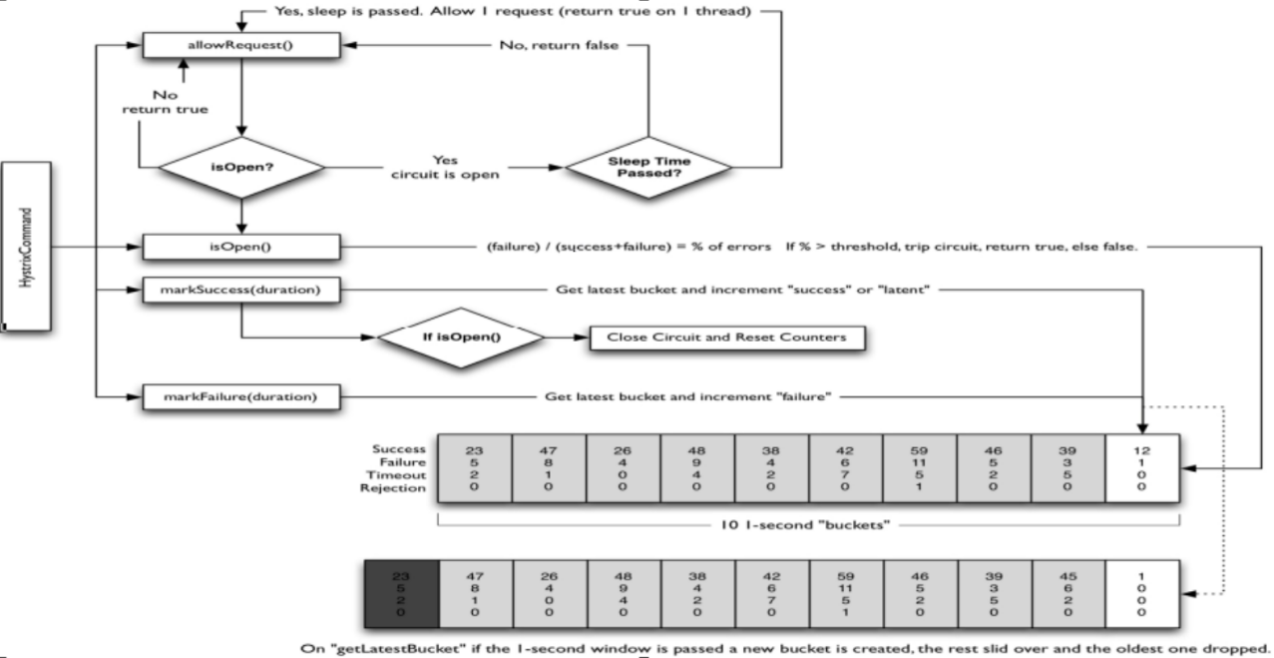 Yes, sleep is passed. Allow 1 request (return true on 1 thread)
allowRequest()
No, return false
No
return true
isOpen?
Yes
circuit is open
Sleep Time
Passed?
HystrixCommand
isOpen()
(failure) / (success+failure) = % of errors If % > threshold, trip circuit, return true, else false.
markSuccess(duration)
Get latest bucket and increment "success" or "latent"
If isOpen()
Close Circuit and Reset Counters
markFailure(duration)
Get latest bucket and increment "failure"
Success 23 47 26 48 38 42 59 46 39 12
Failure 5 8 4 9 4 6 11 5 3 1
Timeout 2 1 0 4 2 7 5 2 5 0
Rejection 0 0 0 0 0 0 1 0 0 0
10 1-second "buckets"
23 47 26 48 38 42 59 46 39 45 1
5 8 4 9 4 6 11 5 3 6 0
2 1 0 4 2 7 5 2 5 2 0
0 0 0 0 0 0 1 0 0 0 0
On "getLatestBucket" if the 1-second window is passed a new bucket is created, the rest slid over and the oldest one dropped.